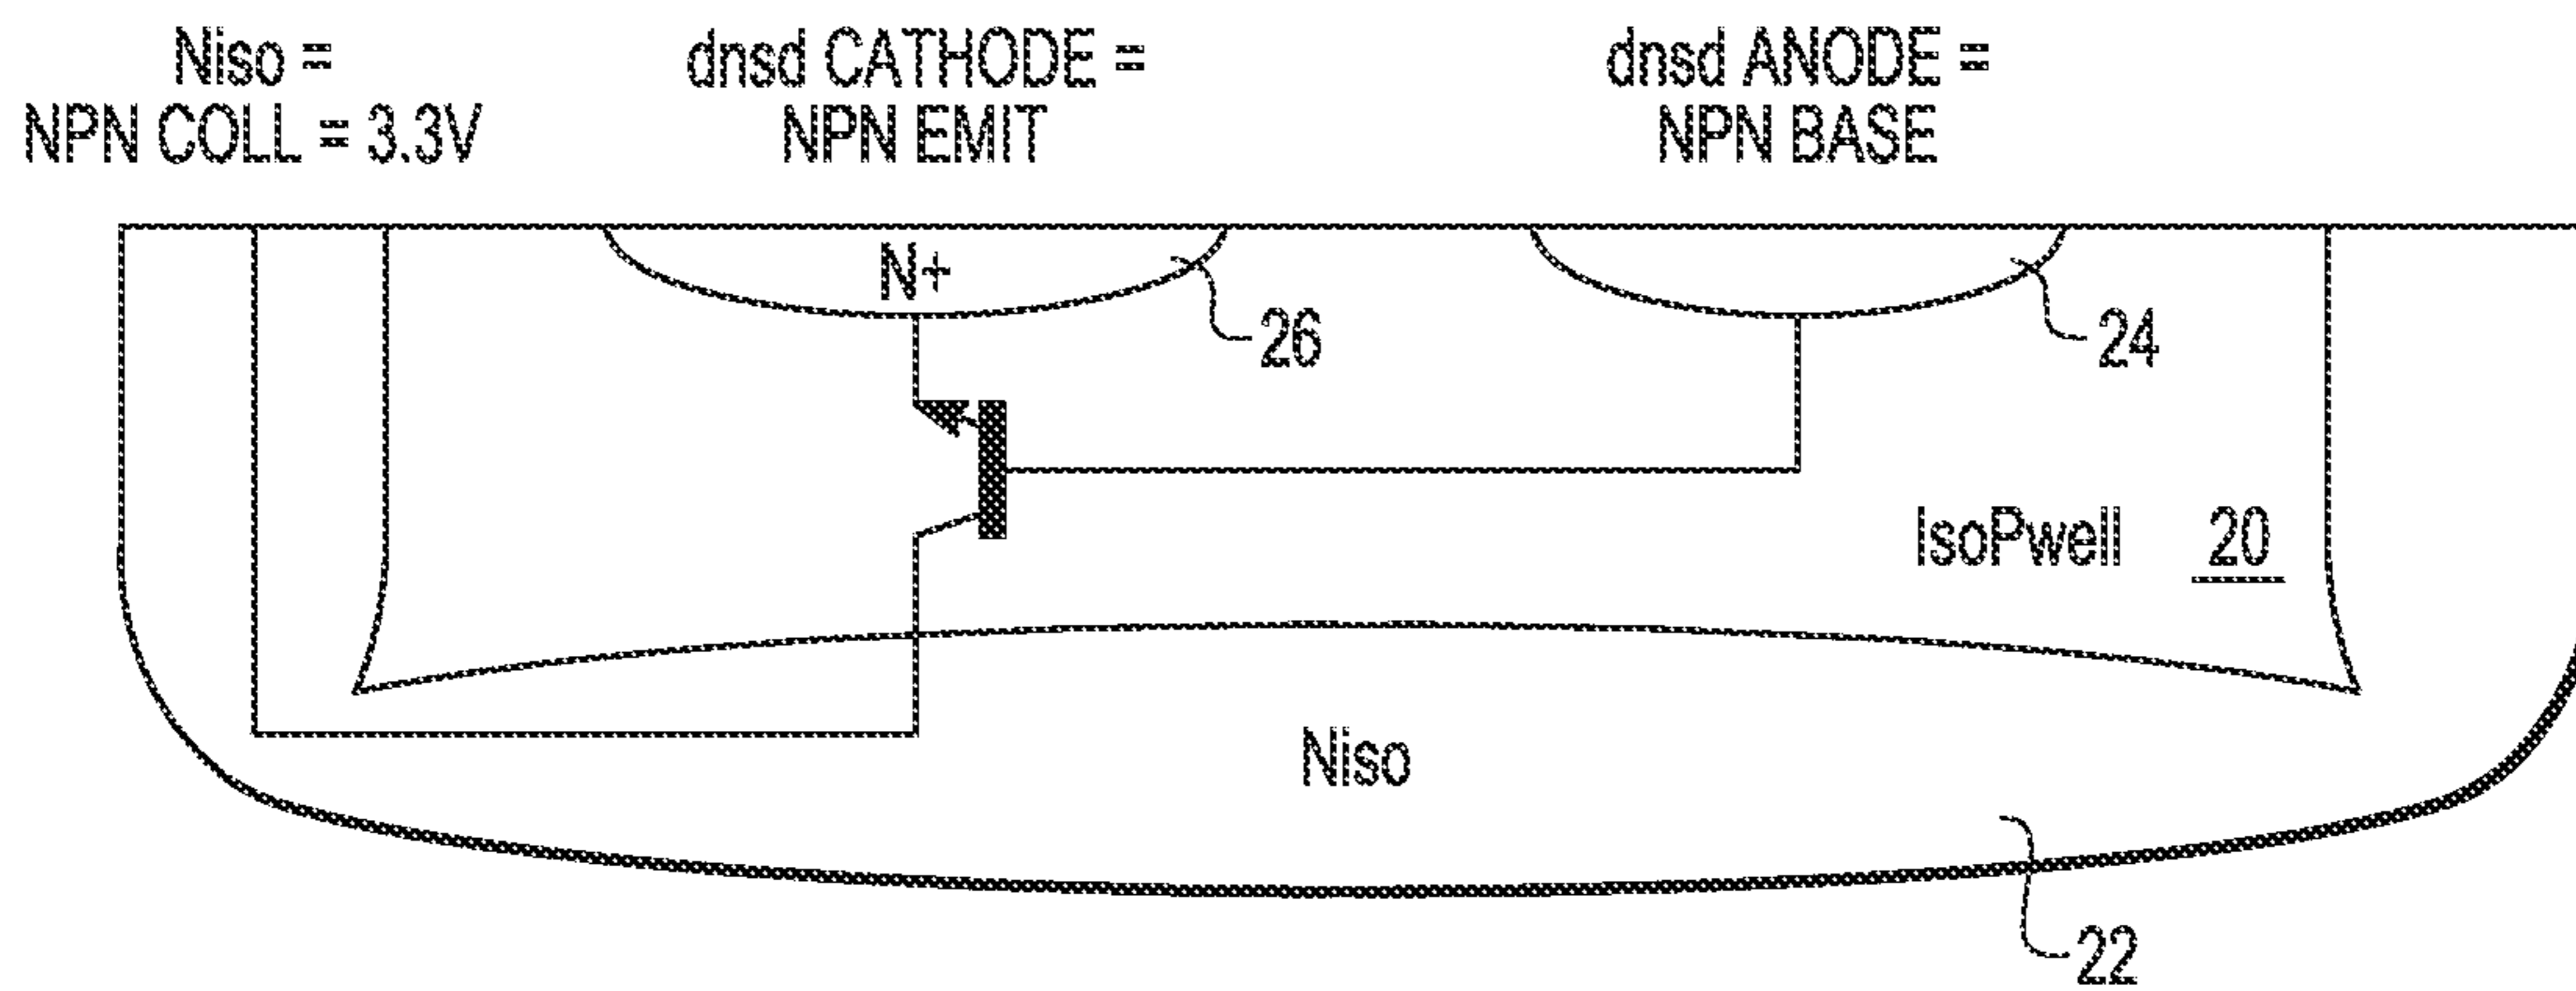 Niso =
NPN COLL = 3.3V
dnsd CATHODE =
NPN EMIT
dnsd ANODE =
NPN BASE
N+
26
24
IsoPwell 20
Niso
22